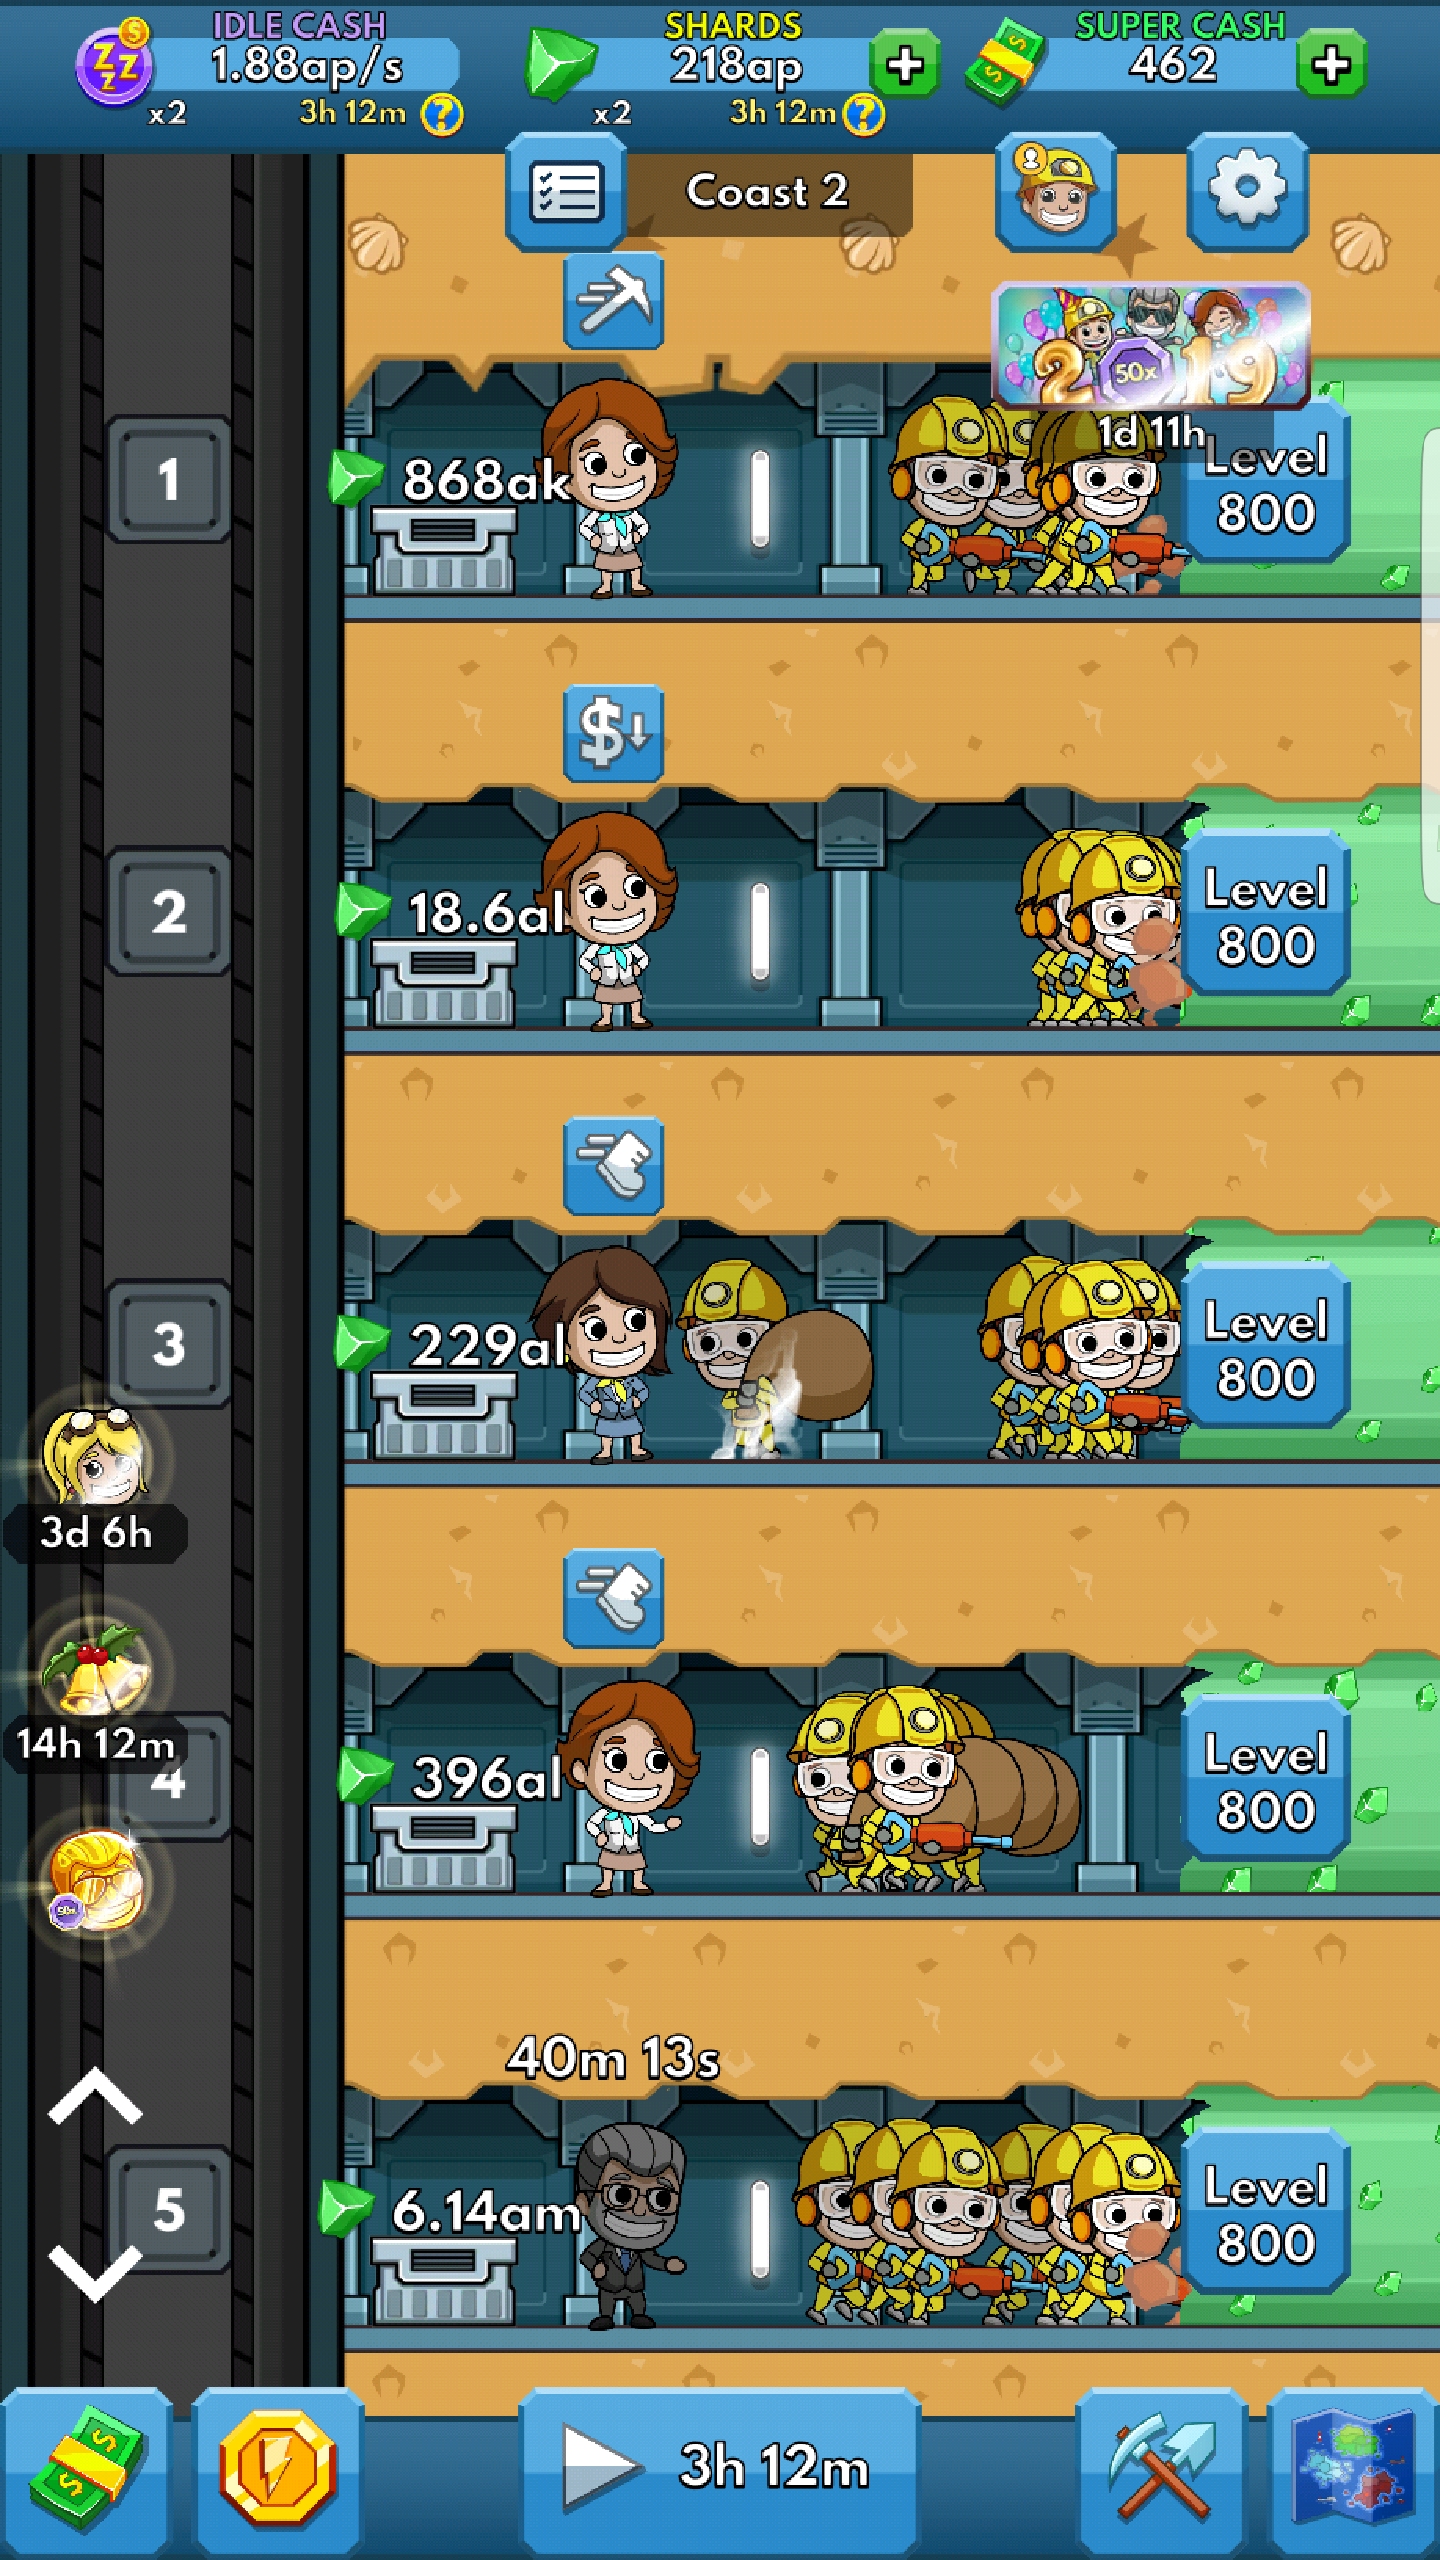 IDLE CASH
1.88ap/s
x2
3h 12m
?
SHARDS
218ap
x2
3h 12m
?
SUPER CASH
462
Coast 2
2019
50x
1d 11h
1
868ak
Level
800
2
18.6al
Level
800
3
229al
Level
800
3d 6h
14h 12m
4
396al
Level
800
50x
40m 13s
5
6.14am
Level
800
3h 12m